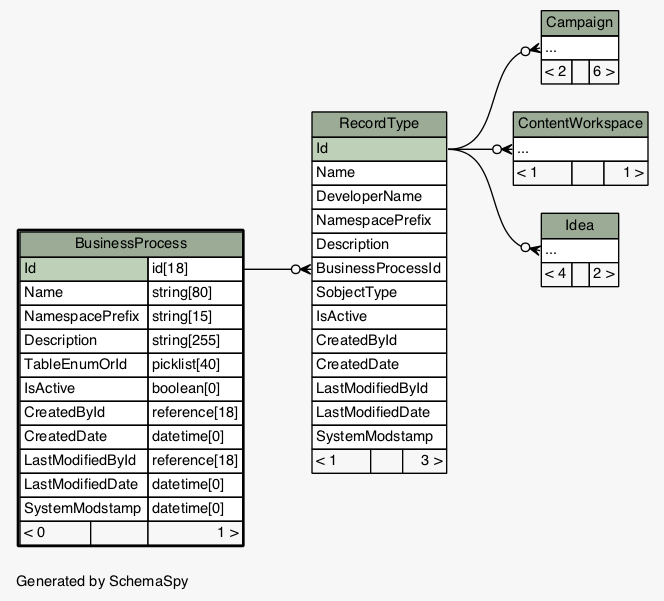 Campaign
...
< 2 6 >
RecordType
Id
Name
DeveloperName
NamespacePrefix
Description
BusinessProcessId
SobjectType
IsActive
CreatedById
CreatedDate
LastModifiedById
LastModifiedDate
SystemModstamp
< 1 3 >
ContentWorkspace
...
< 1 1 >
Idea
...
< 4 2 >
BusinessProcess
Id id[18]
Name string[80]
NamespacePrefix string[15]
Description string[255]
TableEnumOrId picklist[40]
IsActive boolean[0]
CreatedById reference[18]
CreatedDate datetime[0]
LastModifiedById reference[18]
LastModifiedDate datetime[0]
SystemModstamp datetime[0]
< 0 1 >
Generated by SchemaSpy